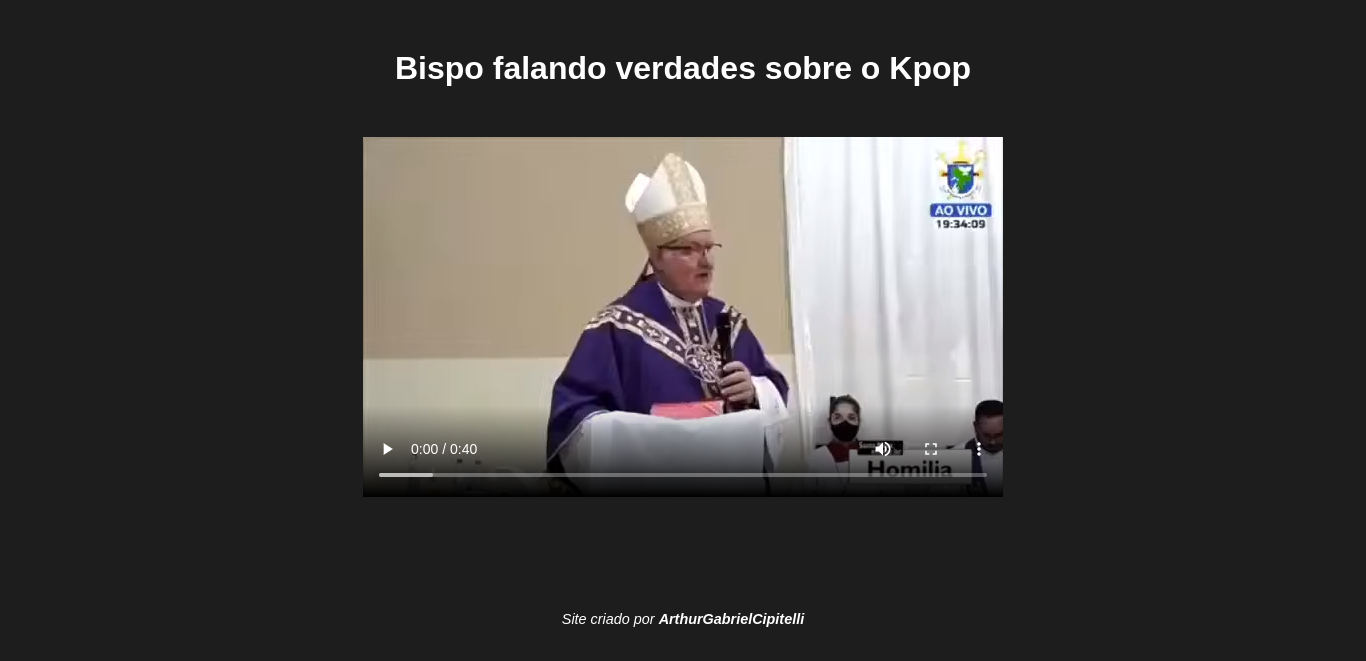 Bispo falando verdades sobre o Kpop
AO VIVO
19:34:09
0:00 / 0:40
Homilia
Site criado por ArthurGabrielCipitelli